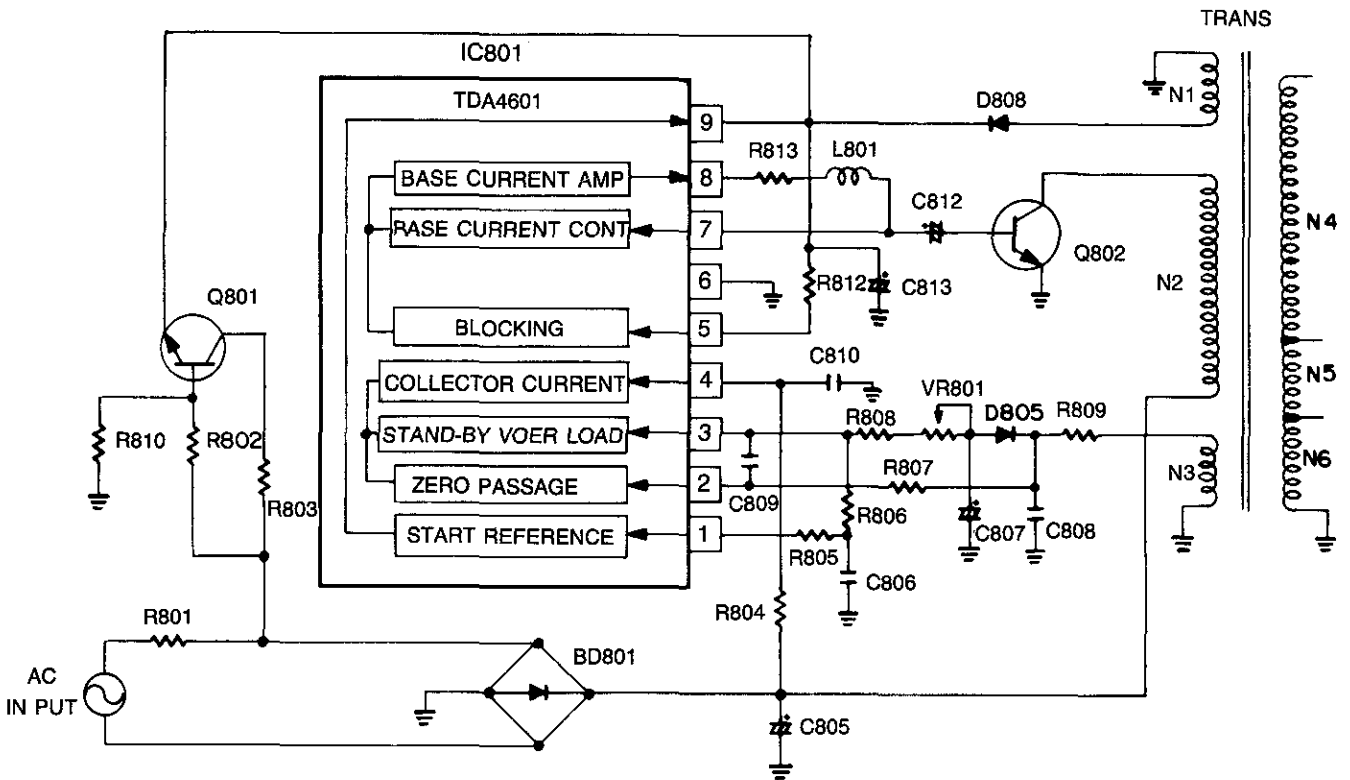 TRANS
IC801
TDA4601
N1
D808
9
R813
L801
BASE CURRENT AMP
8
C812
N4
BASE CURRENT CONT
7
Q802
6
R812
C813
N2
Q801
BLOCKING
5
C810
COLLECTOR CURRENT
4
VR801
N5
R810
R802
R808
D805
R809
STAND-BY VOER LOAD
3
R807
N3
N6
ZERO PASSAGE
2
C809
R803
R806
C807
C808
START REFERENCE
1
R805
C806
R804
R801
BD801
AC
IN PUT
C805